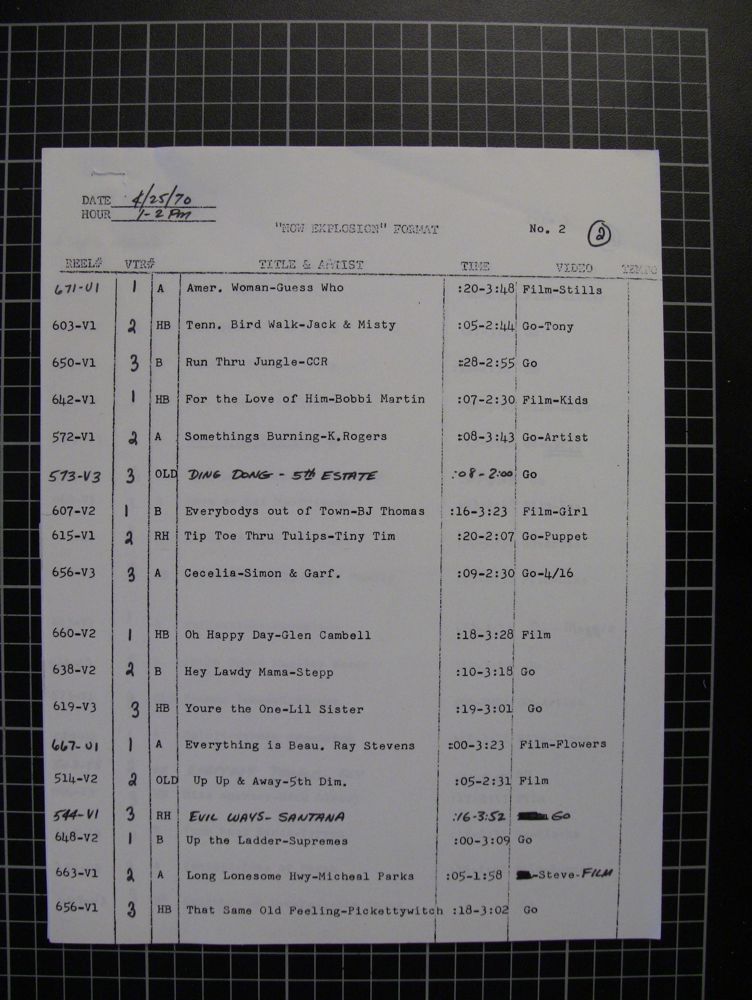 DATE 4/25/70
HOUR 1-2 PM
"NOW EXPLOSION" FORMAT No. 2 2
REEL# VTR# TITLE & ARTIST TIME VIDEO TEMPO
671-V1 1 A Amer. Woman-Guess Who :20-3:48 Film-Stills
603-V1 2 HB Tenn. Bird Walk-Jack & Misty :05-2:44 Go-Tony
650-V1 3 B Run Thru Jungle-CCR :28-2:55 Go
642-V1 1 HB For the Love of Him-Bobbi Martin :07-2:30 Film-Kids
572-V1 2 A Somethings Burning-K.Rogers :08-3:43 Go-Artist
573-V3 3 OLD DING DONG - 5th ESTATE :08-2:00 Go
607-V2 1 B Everybodys out of Town-BJ Thomas :16-3:23 Film-Girl
615-V1 2 RH Tip Toe Thru Tulips-Tiny Tim :20-2:07 Go-Puppet
656-V3 3 A Cecelia-Simon & Garf. :09-2:30 Go-4/16
660-V2 1 HB Oh Happy Day-Glen Cambell :18-3:28 Film
638-V2 2 B Hey Lawdy Mama-Stepp :10-3:18 Go
619-V3 3 HB Youre the One-Lil Sister :19-3:01 Go
667-V1 1 A Everything is Beau. Ray Stevens :00-3:23 Film-Flowers
514-V2 2 OLD Up Up & Away-5th Dim. :05-2:31 Film
544-V1 3 RH EVIL WAYS- SANTANA :16-3:52 Go
648-V2 1 B Up the Ladder-Supremes :00-3:09 Go
663-V1 2 A Long Lonesome Hwy-Micheal Parks :05-1:58 -Steve-FILM
656-V1 3 HB That Same Old Feeling-Pickettywitch :18-3:02 Go